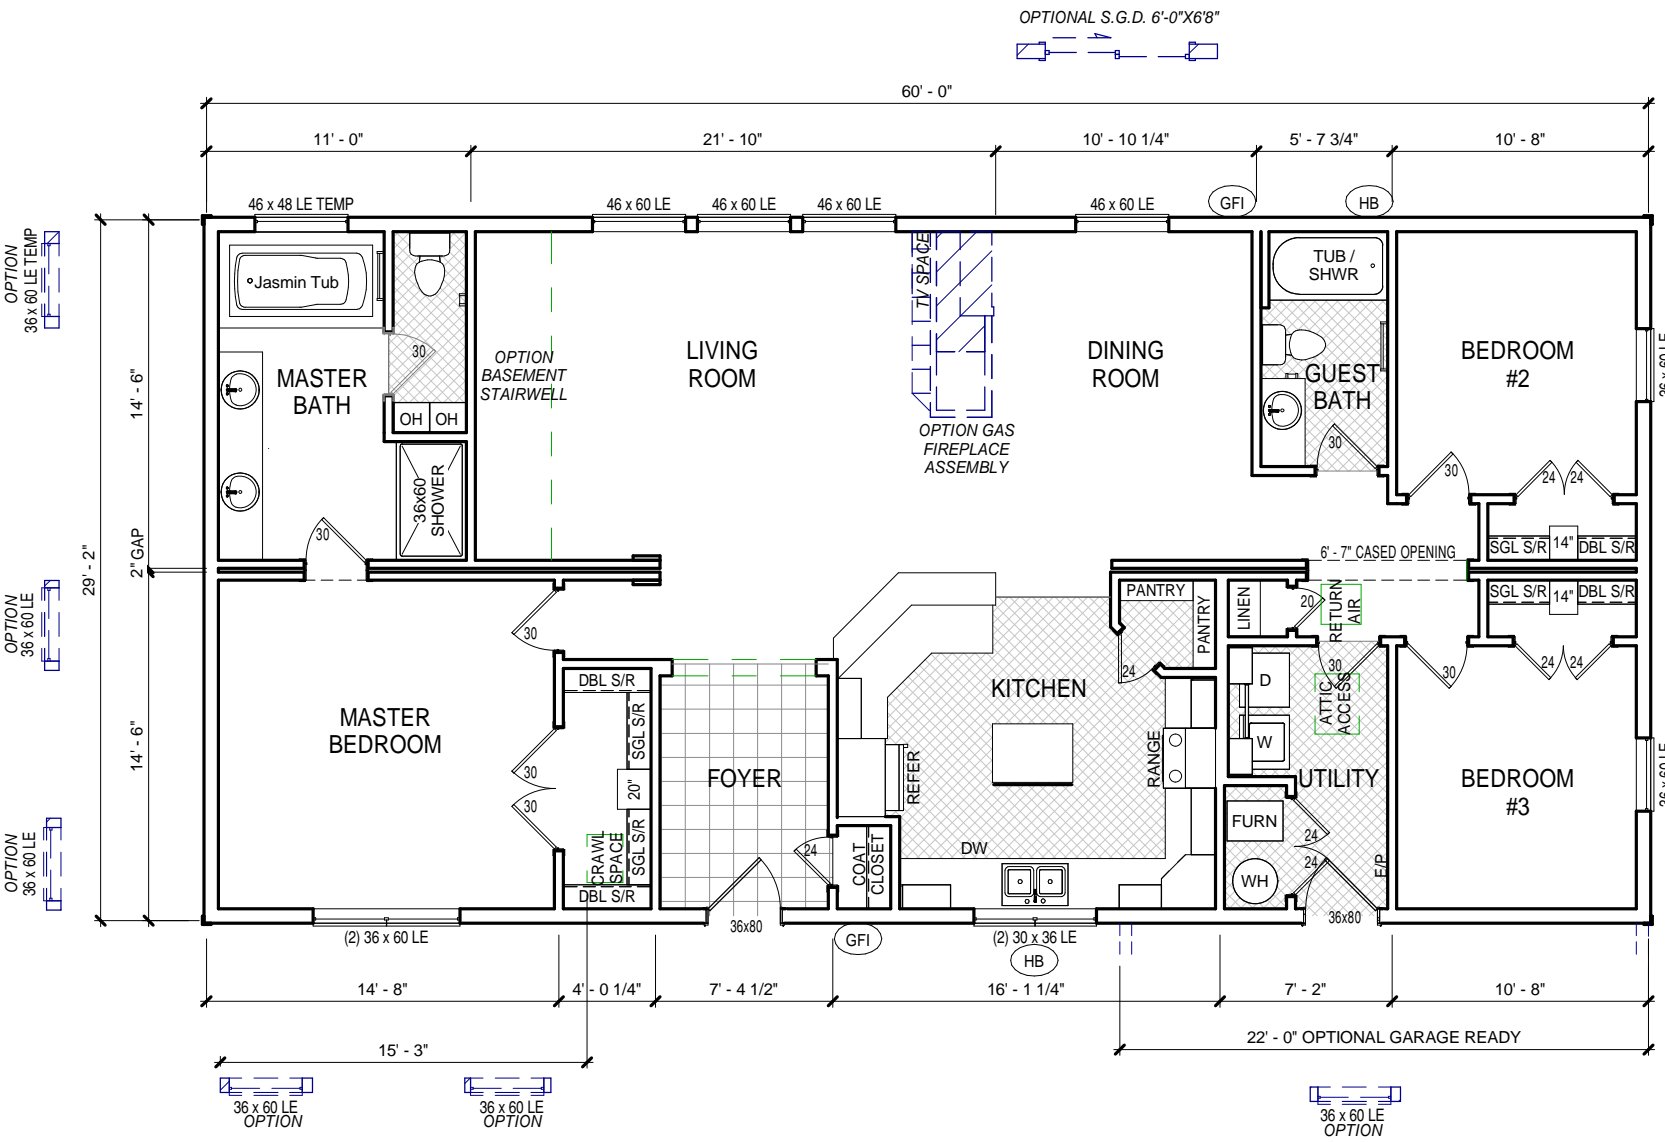 OPTIONAL S.G.D. 6'-0"X6'8"
60' - 0"
11' - 0"
21' - 10"
10' - 10 1/4"
5' - 7 3/4"
10' - 8"
46 x 48 LE TEMP
46 x 60 LE
46 x 60 LE
46 x 60 LE
46 x 60 LE
GFI
HB
OPTION
36 x 60 LE TEMP
Jasmin Tub
TV SPACE
TUB /
SHWR
30
OPTION
BASEMENT
STAIRWELL
LIVING
ROOM
DINING
ROOM
BEDROOM
#2
36 x 60 LE
MASTER
BATH
GUEST
BATH
14' - 6"
OH
OH
OPTION GAS
FIREPLACE
ASSEMBLY
30
30
24
24
36x60
SHOWER
30
29' - 2"
2" GAP
6' - 7" CASED OPENING
SGL S/R
14"
DBL S/R
OPTION
36 x 60 LE
30
PANTRY
PANTRY
LINEN
20
RETURN
AIR
SGL S/R
14"
DBL S/R
24
30
30
24
24
DBL S/R
SGL S/R
KITCHEN
D
ATTIC
ACCESS
MASTER
BEDROOM
14' - 6"
W
RANGE
30
30
20"
FOYER
REFER
UTILITY
BEDROOM
#3
36 x 60 LE
OPTION
36 x 60 LE
CRAWL
SPACE
SGL S/R
DBL S/R
24
COAT
CLOSET
DW
FURN
24
24
WH
E/P
36x80
36x80
(2) 36 x 60 LE
GFI
(2) 30 x 36 LE
HB
14' - 8"
4' - 0 1/4"
7' - 4 1/2"
16' - 1 1/4"
7' - 2"
10' - 8"
15' - 3"
22' - 0" OPTIONAL GARAGE READY
36 x 60 LE
OPTION
36 x 60 LE
OPTION
36 x 60 LE
OPTION